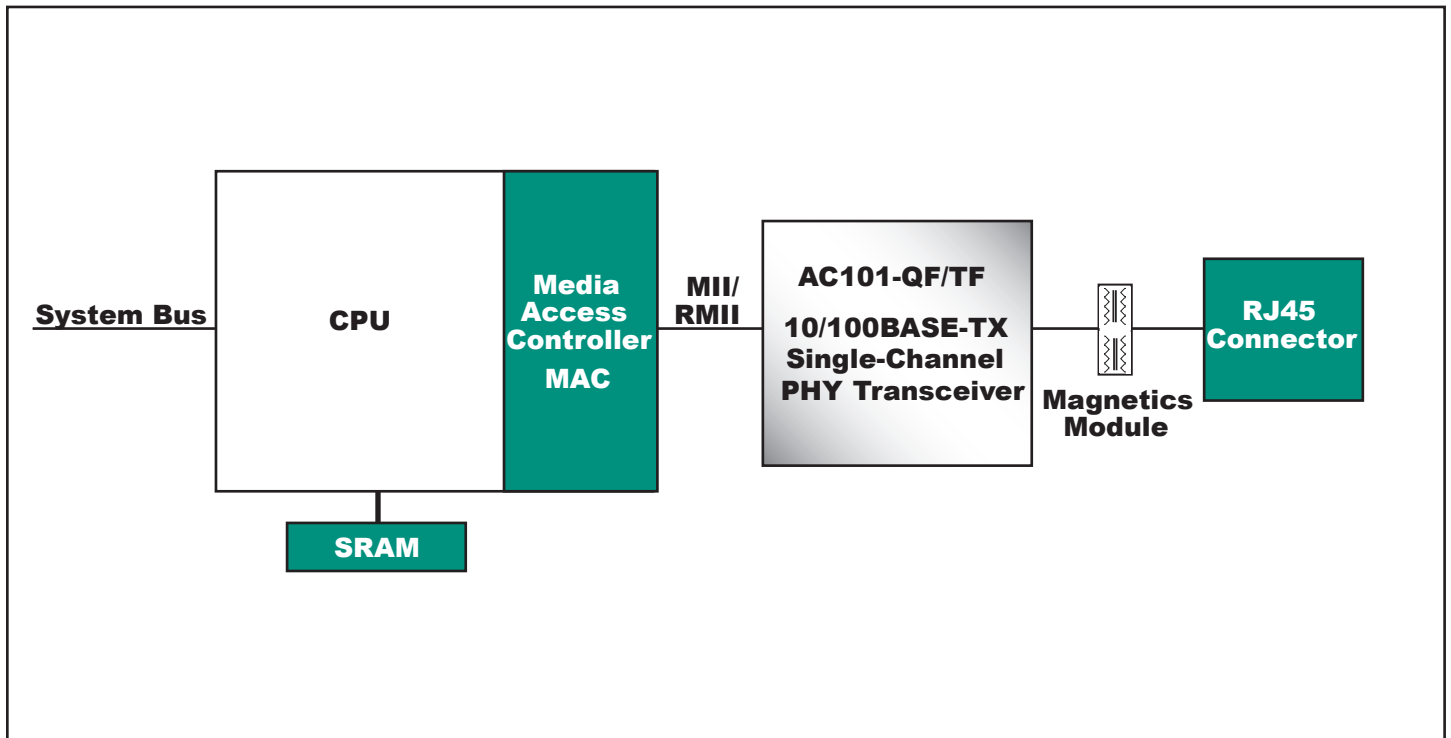 System Bus
CPU
Media
Access
Controller
MAC
MII/
RMII
AC101-QF/TF
10/100BASE-TX
Single-Channel
PHY Transceiver
Magnetics
Module
RJ45
Connector
SRAM